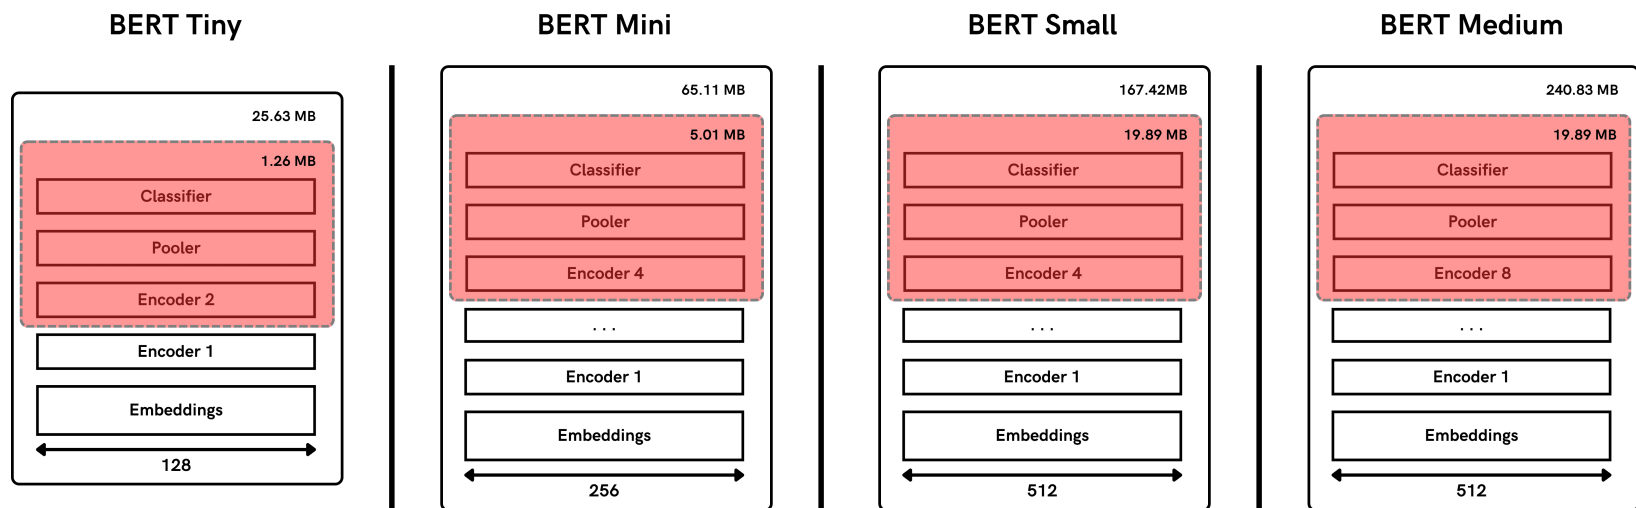 BERT Tiny
25.63 MB
1.26 MB
Classifier
Pooler
Encoder 2
Encoder 1
Embeddings
128
BERT Mini
65.11 MB
5.01 MB
Classifier
Pooler
Encoder 4
...
Encoder 1
Embeddings
256
BERT Small
167.42MB
19.89 MB
Classifier
Pooler
Encoder 4
...
Encoder 1
Embeddings
512
BERT Medium
240.83 MB
19.89 MB
Classifier
Pooler
Encoder 8
...
Encoder 1
Embeddings
512